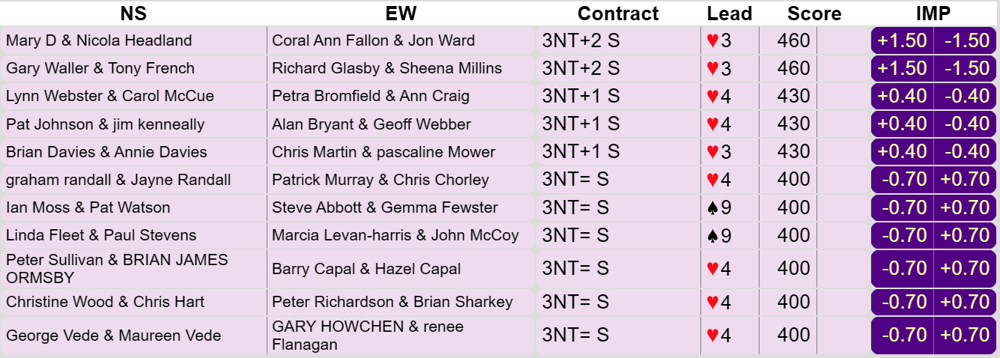 NS EW Contract Lead Score IMP
Mary D & Nicola Headland Coral Ann Fallon & Jon Ward 3NT+2 S ♥3 460 +1.50 -1.50
Gary Waller & Tony French Richard Glasby & Sheena Millins 3NT+2 S ♥3 460 +1.50 -1.50
Lynn Webster & Carol McCue Petra Bromfield & Ann Craig 3NT+1 S ♥4 430 +0.40 -0.40
Pat Johnson & jim kenneally Alan Bryant & Geoff Webber 3NT+1 S ♥4 430 +0.40 -0.40
Brian Davies & Annie Davies Chris Martin & pascaline Mower 3NT+1 S ♥3 430 +0.40 -0.40
graham randall & Jayne Randall Patrick Murray & Chris Chorley 3NT= S ♥4 400 -0.70 +0.70
Ian Moss & Pat Watson Steve Abbott & Gemma Fewster 3NT= S ♠9 400 -0.70 +0.70
Linda Fleet & Paul Stevens Marcia Levan-harris & John McCoy 3NT= S ♠9 400 -0.70 +0.70
Peter Sullivan & BRIAN JAMES
ORMSBY Barry Capal & Hazel Capal 3NT= S ♥4 400 -0.70 +0.70
Christine Wood & Chris Hart Peter Richardson & Brian Sharkey 3NT= S ♥4 400 -0.70 +0.70
George Vede & Maureen Vede GARY HOWCHEN & renee
Flanagan 3NT= S ♥4 400 -0.70 +0.70